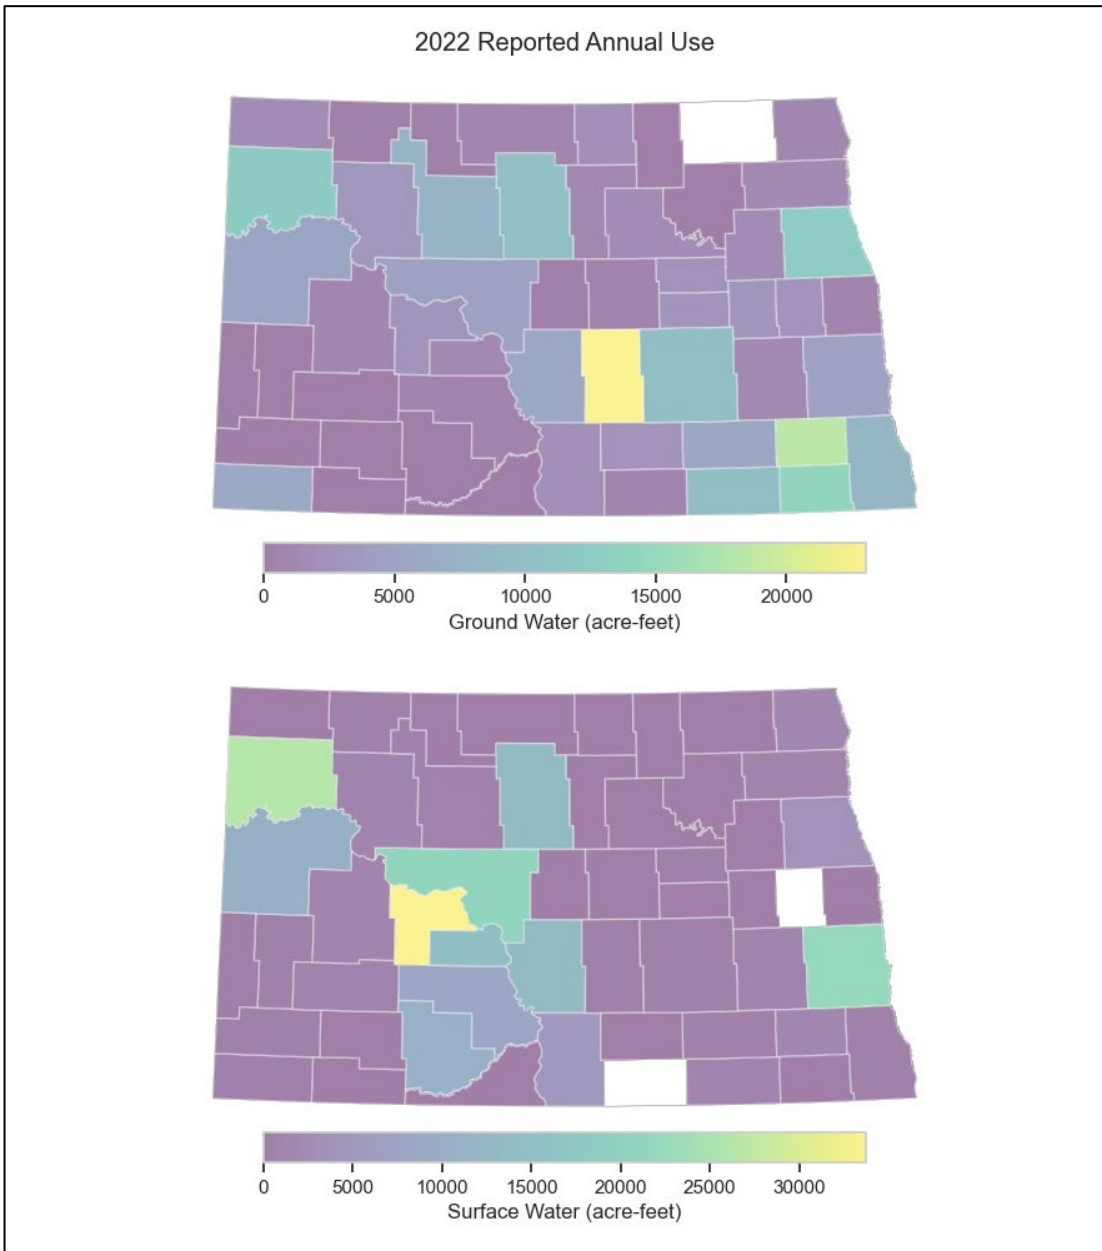 2022 Reported Annual Use
0 5000 10000 15000 20000
Ground Water (acre-feet)
0 5000 10000 15000 20000 25000 30000
Surface Water (acre-feet)